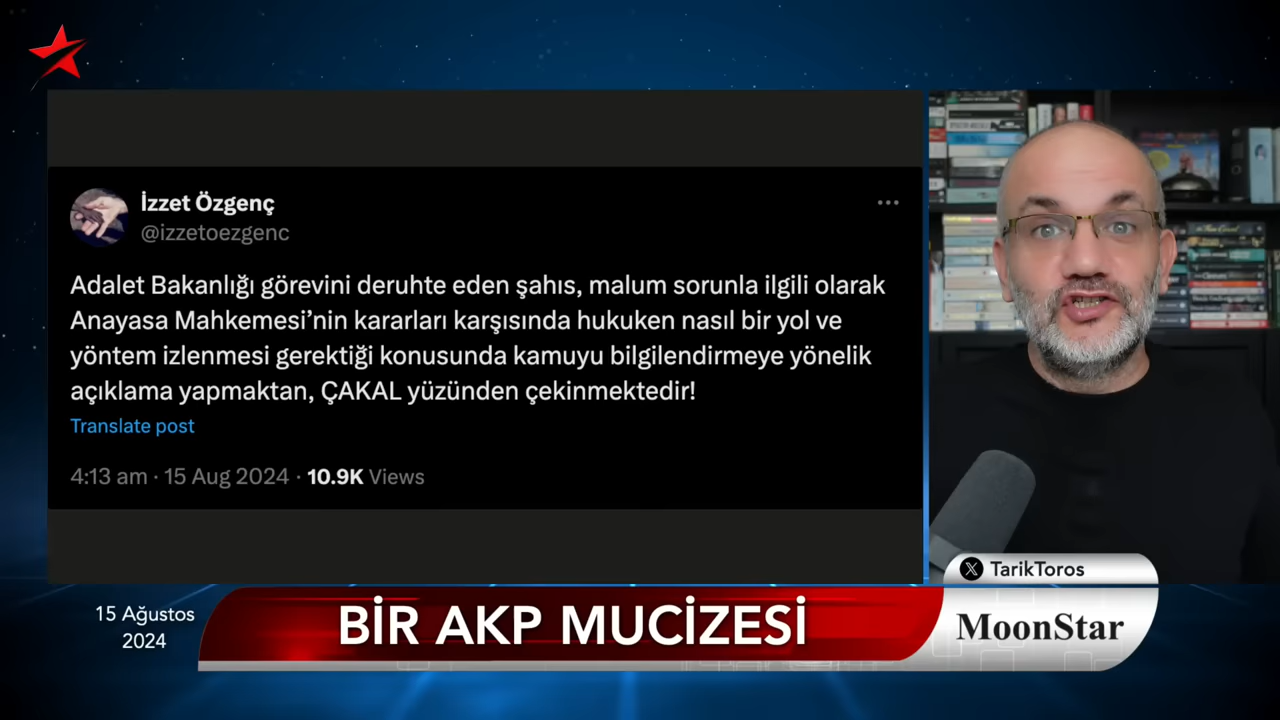 İzzet Özgenç
@izzetoezgenc
Adalet Bakanlığı görevini deruhte eden şahıs, malum sorunla ilgili olarak
Anayasa Mahkemesi’nin kararları karşısında hukuken nasıl bir yol ve
yöntem izlenmesi gerektiği konusunda kamuyu bilgilendirmeye yönelik
açıklama yapmaktan, ÇAKAL yüzünden çekinmektedir!
Translate post
4:13 am · 15 Aug 2024 · 10.9K Views
X TarikToros
15 Ağustos
2024
BİR AKP MUCİZESİ
MoonStar